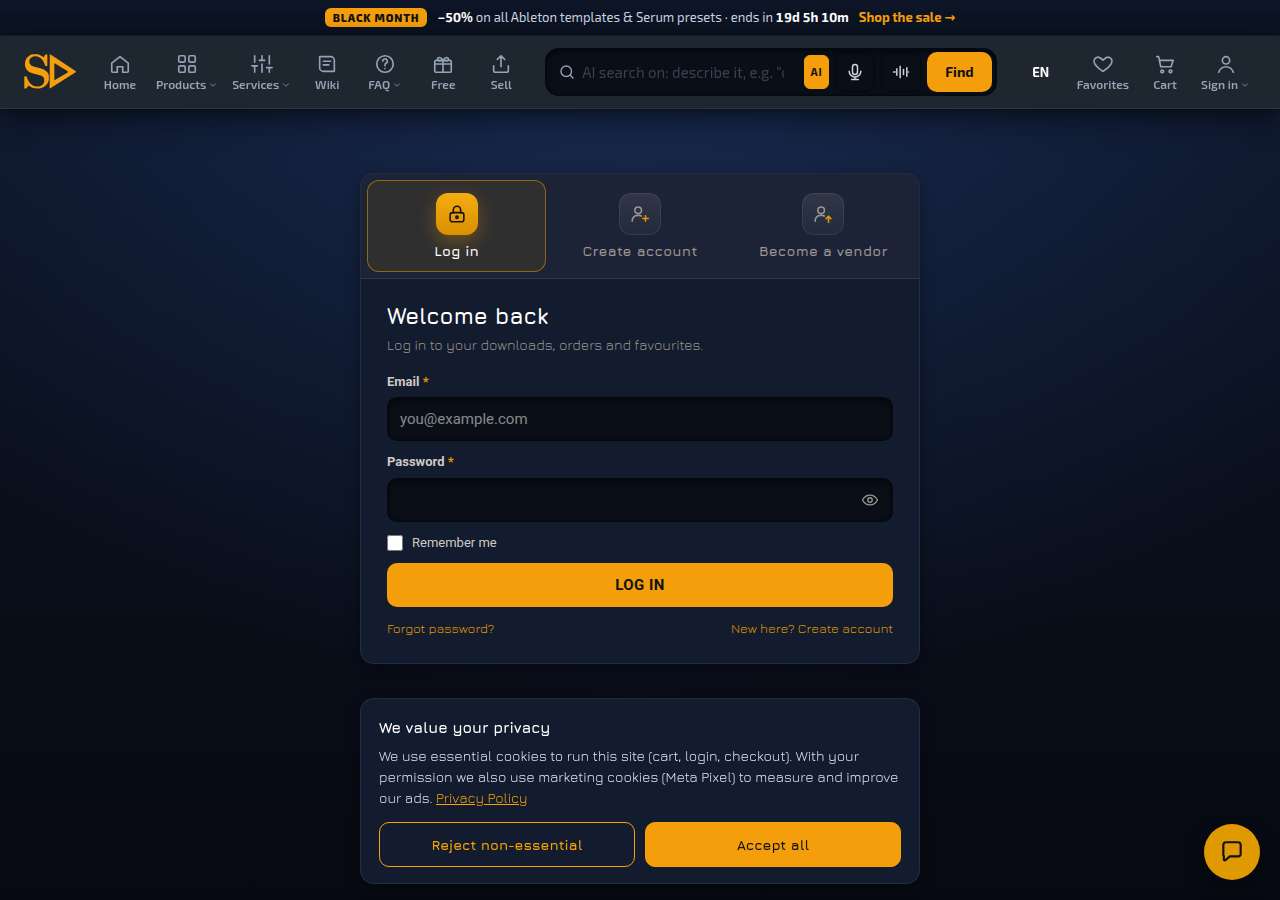 BLACK MONTH −50% on all Ableton templates & Serum presets · ends in 19d 5h 10m Shop the sale →
Home
Products
Services
Wiki
FAQ
Free
Sell
AI search on: describe it, e.g. "
AI
Find
EN
Favorites
Cart
Sign in
Log in
Create account
Become a vendor
Welcome back
Log in to your downloads, orders and favourites.
Email *
you@example.com
Password *
Remember me
LOG IN
Forgot password?
New here? Create account
We value your privacy
We use essential cookies to run this site (cart, login, checkout). With your
permission we also use marketing cookies (Meta Pixel) to measure and improve
our ads. Privacy Policy
Reject non-essential
Accept all